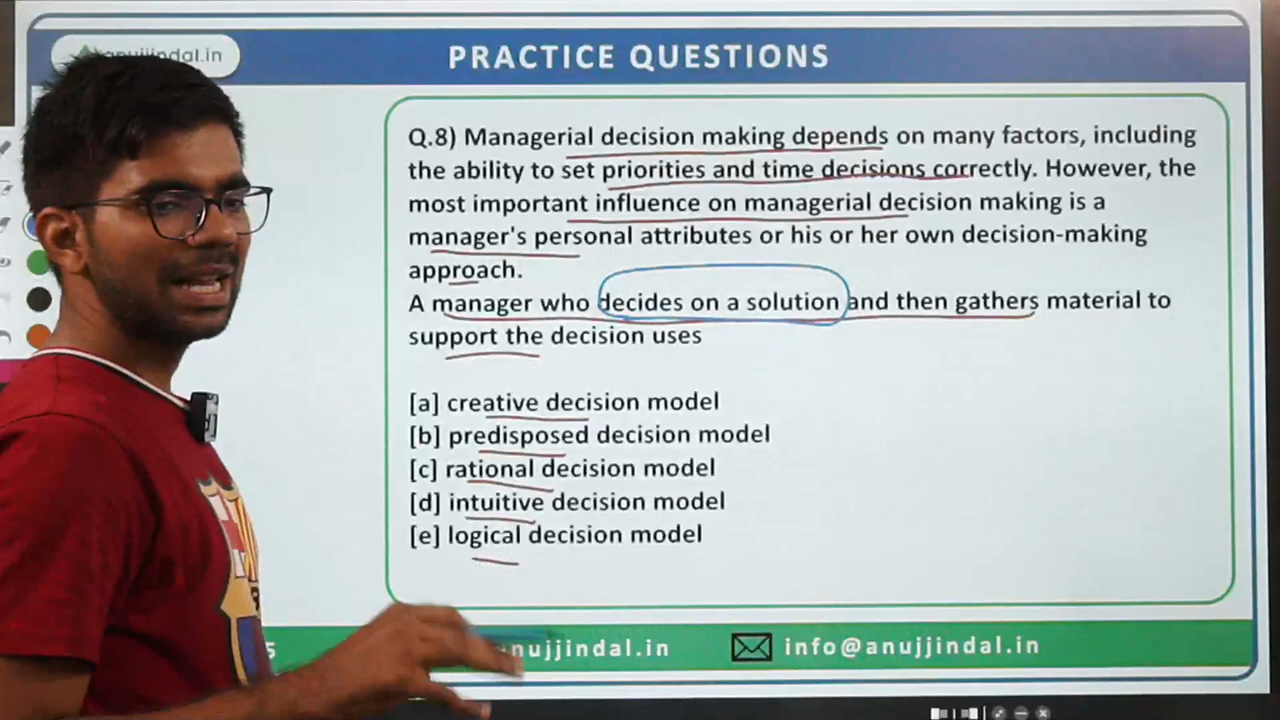 anujjindal.in
PRACTICE QUESTIONS
Q.8) Managerial decision making depends on many factors, including
the ability to set priorities and time decisions correctly. However, the
most important influence on managerial decision making is a
manager's personal attributes or his or her own decision-making
approach.
A manager who decides on a solution and then gathers material to
support the decision uses
[a] creative decision model
[b] predisposed decision model
[c] rational decision model
[d] intuitive decision model
[e] logical decision model
5
nujjindal.in
info@anujjindal.in